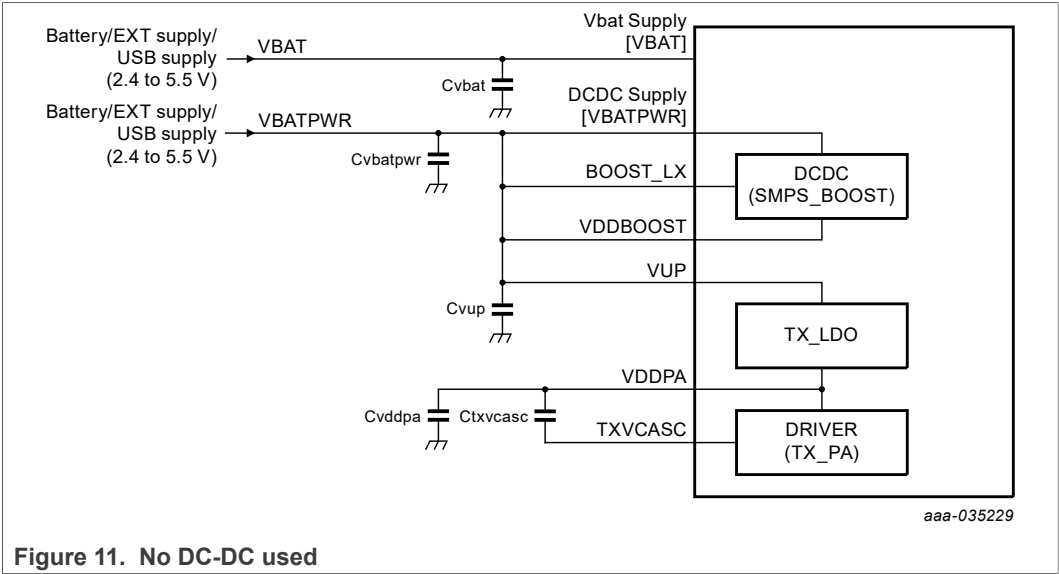 Battery/EXT supply/
USB supply
(2.4 to 5.5 V)
VBAT
Vbat Supply
[VBAT]
Cvbat
Battery/EXT supply/
USB supply
(2.4 to 5.5 V)
VBATPWR
DCDC Supply
[VBATPWR]
Cvbatpwr
BOOST_LX
DCDC
(SMPS_BOOST)
VDDBOOST
VUP
Cvup
TX_LDO
VDDPA
Cvddpa
Ctxvcasc
TXVCASC
DRIVER
(TX_PA)
aaa-035229
Figure 11. No DC-DC used